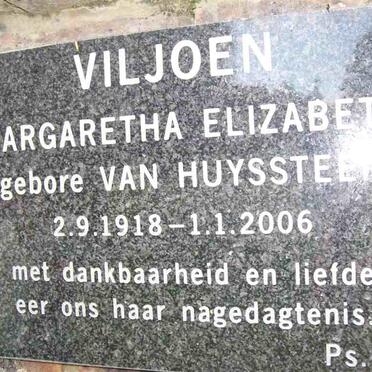 VILJOEN
ARGARETHA ELIZABET
gebore VAN HUYSSTEE
2.9.1918-1.1.2006
met dankbaarheid en liefde
eer ons haar nagedagtenis.
Ps.